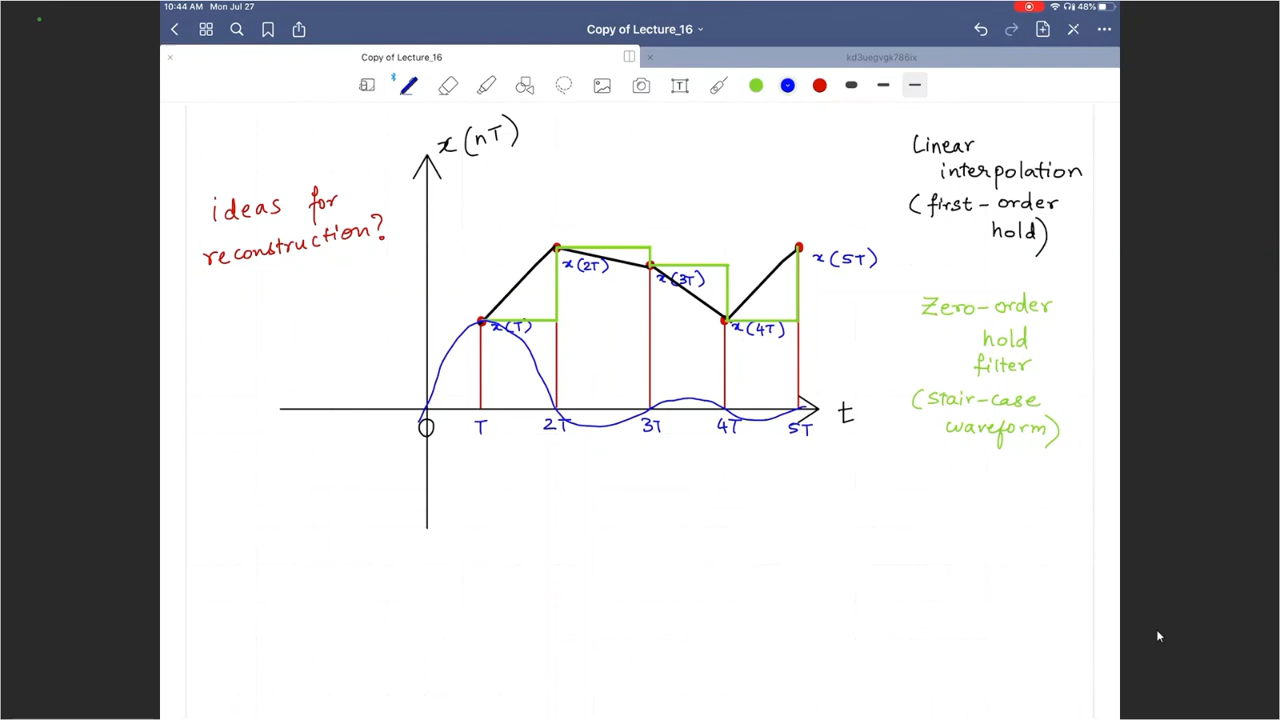 10:44 AM Mon Jul 27
48%
Copy of Lecture_16
Copy of Lecture_16
kd3uegvgk786ix
T
x(nT)
ideas for
reconstruction?
Linear
interpolation
(first-order
hold)
x(2T)
x(3T)
x(5T)
x(T)
x(4T)
Zero-order
hold
filter
(stair-case
waveform)
O
T
2T
3T
4T
5T
t